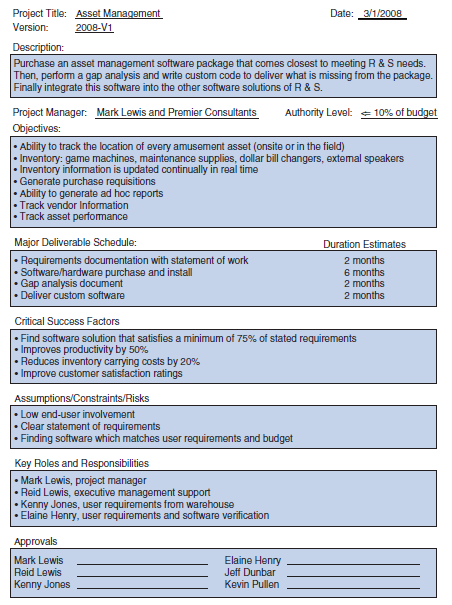 Project Title: Asset Management Date: 3/1/2008
Version: 2008-V1
Description:
Purchase an asset management software package that comes closest to meeting R & S needs.
Then, perform a gap analysis and write custom code to deliver what is missing from the package.
Finally integrate this software into the other software solutions of R & S.
Project Manager: Mark Lewis and Premier Consultants Authority Level: <= 10% of budget
Objectives:
• Ability to track the location of every amusement asset (onsite or in the field)
• Inventory: game machines, maintenance supplies, dollar bill changers, external speakers
• Inventory information is updated continually in real time
• Generate purchase requisitions
• Ability to generate ad hoc reports
• Track vendor Information
• Track asset performance
Major Deliverable Schedule: Duration Estimates
• Requirements documentation with statement of work 2 months
• Software/hardware purchase and install 6 months
• Gap analysis document 2 months
• Deliver custom software 2 months
Critical Success Factors
• Find software solution that satisfies a minimum of 75% of stated requirements
• Improves productivity by 50%
• Reduces inventory carrying costs by 20%
• Improve customer satisfaction ratings
Assumptions/Constraints/Risks
• Low end-user involvement
• Clear statement of requirements
• Finding software which matches user requirements and budget
Key Roles and Responsibilities
• Mark Lewis, project manager
• Reid Lewis, executive management support
• Kenny Jones, user requirements from warehouse
• Elaine Henry, user requirements and software verification
Approvals
Mark Lewis Elaine Henry
Reid Lewis Jeff Dunbar
Kenny Jones Kevin Pullen